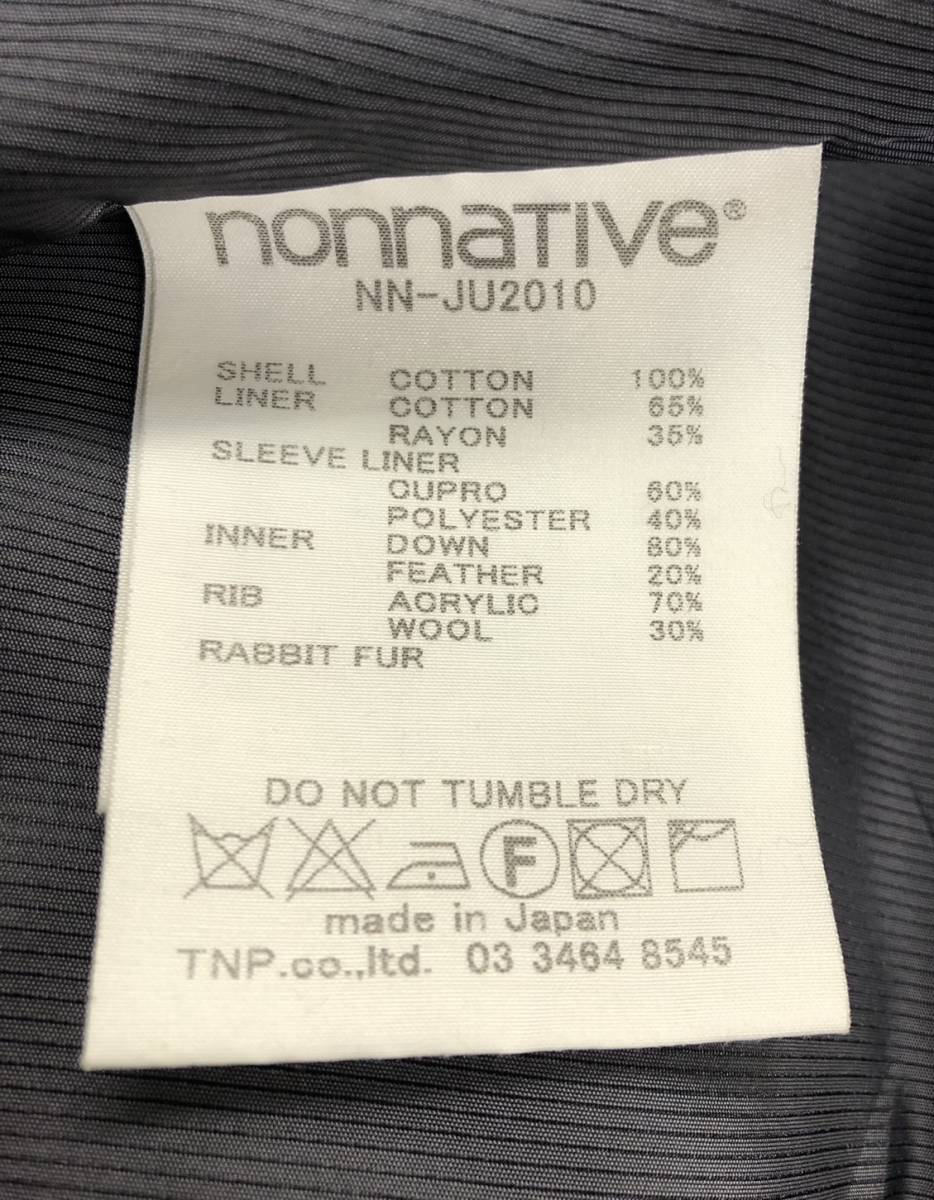 nonnaTIVe®
NN-JU2010
SHELL COTTON 100%
LINER COTTON 65%
RAYON 35%
SLEEVE LINER
CUPRO 60%
POLYESTER 40%
INNER DOWN 80%
FEATHER 20%
RIB ACRYLIC 70%
WOOL 30%
RABBIT FUR
DO NOT TUMBLE DRY
F
made in Japan
TNP.co.,ltd. 03 3464 8545